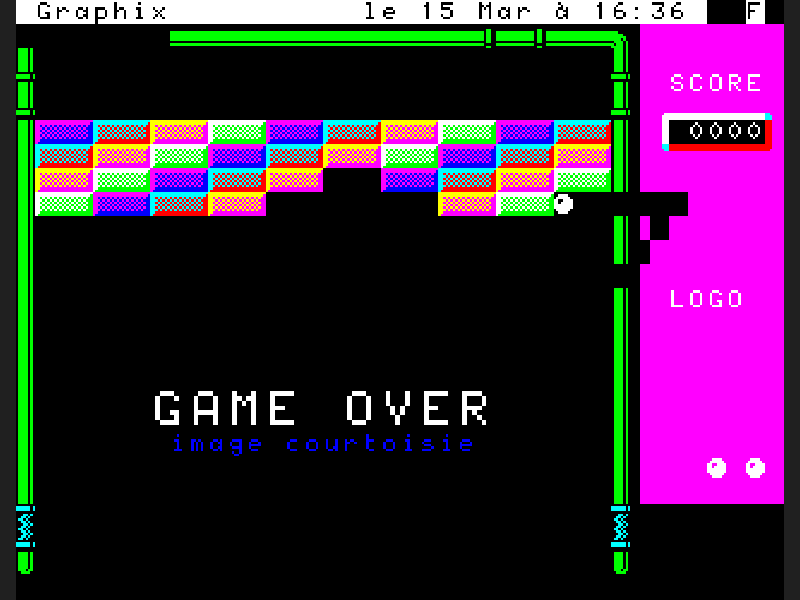 Graphix le 15 Mar à 16:36 F
SCORE
0000
LOGO
GAME OVER
image courtoisie